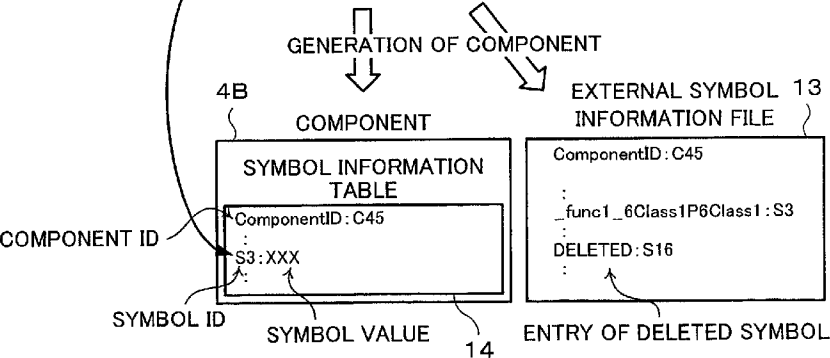 GENERATION OF COMPONENT
4B
COMPONENT
SYMBOL INFORMATION
TABLE
ComponentID:C45
:
S3:XXX
:
COMPONENT ID
SYMBOL ID
SYMBOL VALUE
14
EXTERNAL SYMBOL
INFORMATION FILE
13
ComponentID:C45
:
_func1_6Class1P6Class1:S3
:
DELETED:S16
:
ENTRY OF DELETED SYMBOL